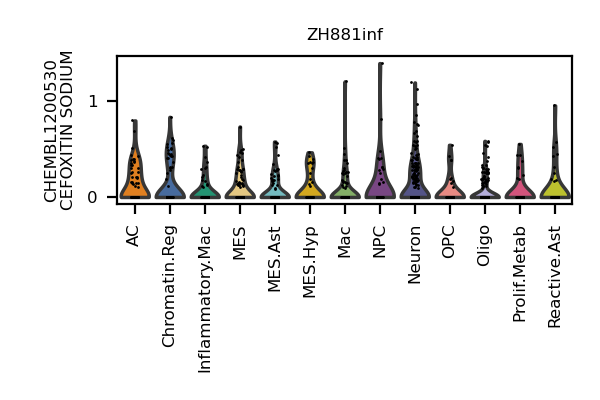 ZH881inf
CHEMBL1200530
CEFOXITIN SODIUM
1
0
AC
Chromatin.Reg
Inflammatory.Mac
MES
MES.Ast
MES.Hyp
Mac
NPC
Neuron
OPC
Oligo
Prolif.Metab
Reactive.Ast